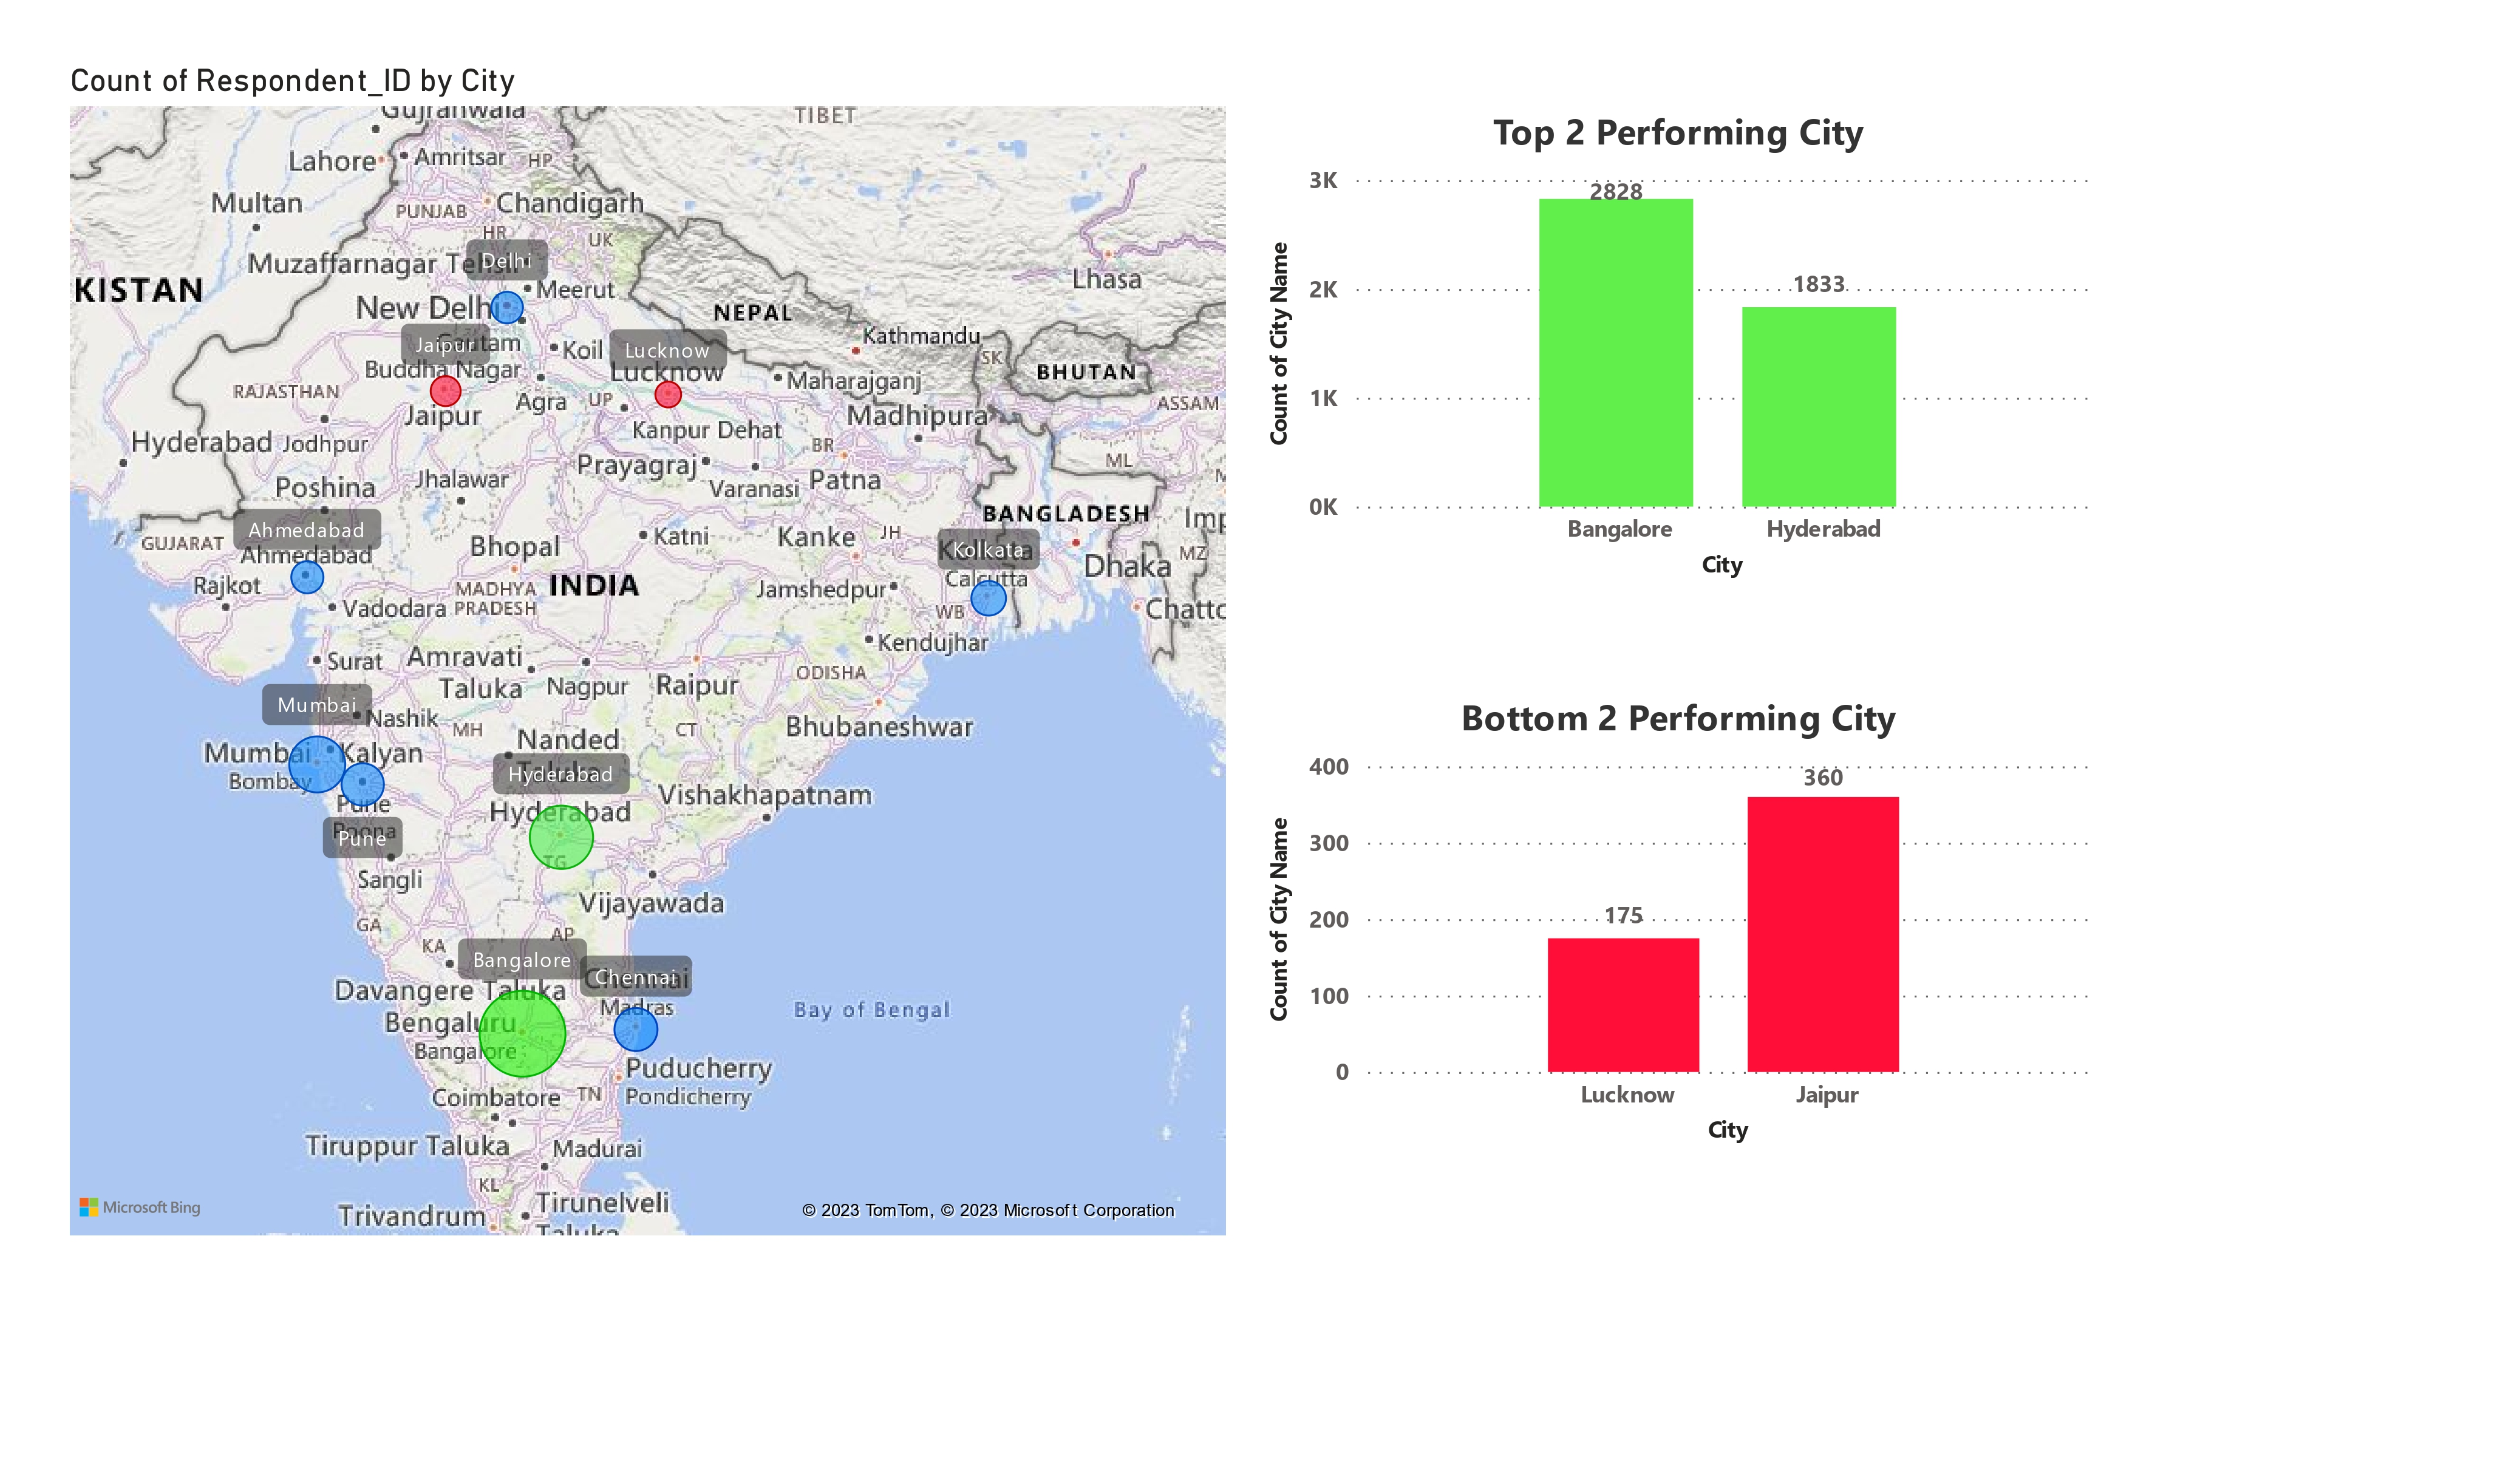 Count of Respondent_ID by City
Gujranwala
TIBET
Lahore
Amritsar
HP
Multan
PUNJAB
Chandigarh
HR
UK
Delhi
Muzaffarnagar Tehsil
Lhasa
KISTAN
Meerut
New Delhi
NEPAL
Kathmandu
Jaipur
Koil
Lucknow
SK
Buddha Nagar
Lucknow
Maharajganj
BHUTAN
RAJASTHAN
Jaipur
Agra
UP
Madhipura
ASSAM
Hyderabad
Jodhpur
Kanpur Dehat
BR
Prayagraj
ML
Poshina
Jhalawar
Varanasi
Patna
BANGLADESH
Ahmedabad
GUJARAT
Ahmedabad
Bhopal
Katni
Kanke
JH
Kolkata
Imp
MZ
Rajkot
MADHYA
PRADESH
INDIA
Jamshedpur
Calcutta
Dhaka
Vadodara
WB
Chatto
Kendujhar
Surat
Amravati
Taluka
Nagpur
Raipur
ODISHA
Mumbai
Nashik
MH
CT
Bhubaneshwar
Mumbai
Bombay
Kalyan
Nanded
Hyderabad
Pune
Poona
Pune
Hyderabad
Vishakhapatnam
TG
Sangli
Vijayawada
GA
KA
AP
Bangalore
Chennai
Davangere Taluka
Madras
Bay of Bengal
Bengaluru
Bangalore
Puducherry
Pondicherry
Coimbatore
TN
Tiruppur Taluka
Madurai
KL
Tirunelveli
Taluka
Trivandrum
Microsoft Bing
© 2023 TomTom, © 2023 Microsoft Corporation
Top 2 Performing City
Count of City Name
3K
2K
1K
0K
2828
1833
Bangalore
Hyderabad
City
Bottom 2 Performing City
Count of City Name
400
300
200
100
0
175
360
Lucknow
Jaipur
City